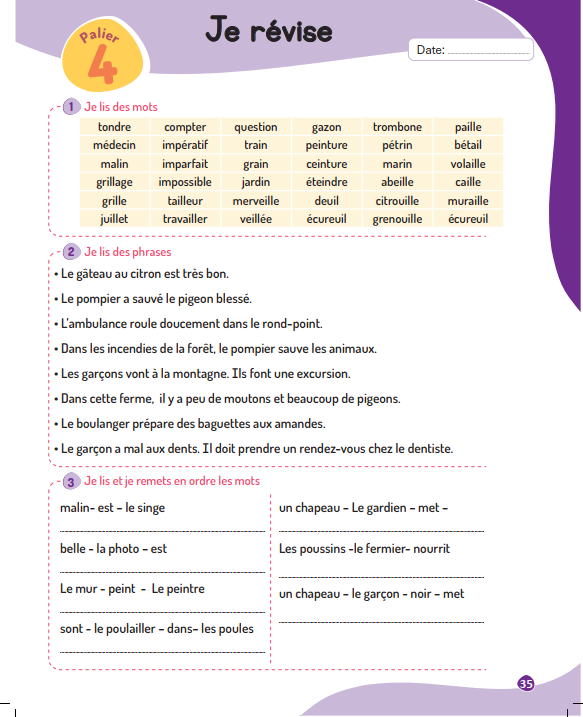 Palier
4
Je révise
Date: ........................
1 Je lis des mots
tondre compter question gazon trombone paille
médecin impératif train peinture pétrin bétail
malin imparfait grain ceinture marin volaille
grillage impossible jardin éteindre abeille caille
grille tailleur merveille deuil citrouille muraille
juillet travailler veillée écureuil grenouille écureuil
2 Je lis des phrases
• Le gâteau au citron est très bon.
• Le pompier a sauvé le pigeon blessé.
• L'ambulance roule doucement dans le rond-point.
• Dans les incendies de la forêt, le pompier sauve les animaux.
• Les garçons vont à la montagne. Ils font une excursion.
• Dans cette ferme, il y a peu de moutons et beaucoup de pigeons.
• Le boulanger prépare des baguettes aux amandes.
• Le garçon a mal aux dents. Il doit prendre un rendez-vous chez le dentiste.
3 Je lis et je remets en ordre les mots
malin- est – le singe
belle - la photo – est
Le mur - peint - Le peintre
sont - le poulailler – dans– les poules
un chapeau – Le gardien – met –
Les poussins -le fermier- nourrit
un chapeau – le garçon - noir – met
35